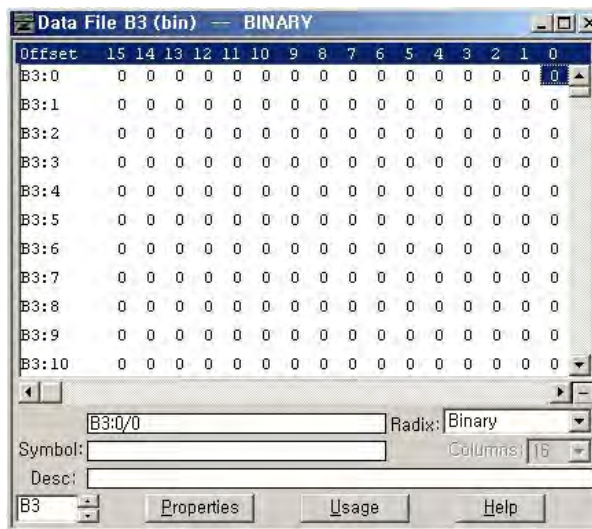 Data File B3 (bin) -- BINARY
Offset 15 14 13 12 11 10 9 8 7 6 5 4 3 2 1 0
B3:0 0 0 0 0 0 0 0 0 0 0 0 0 0 0 0 0
B3:1 0 0 0 0 0 0 0 0 0 0 0 0 0 0 0 0
B3:2 0 0 0 0 0 0 0 0 0 0 0 0 0 0 0 0
B3:3 0 0 0 0 0 0 0 0 0 0 0 0 0 0 0 0
B3:4 0 0 0 0 0 0 0 0 0 0 0 0 0 0 0 0
B3:5 0 0 0 0 0 0 0 0 0 0 0 0 0 0 0 0
B3:6 0 0 0 0 0 0 0 0 0 0 0 0 0 0 0 0
B3:7 0 0 0 0 0 0 0 0 0 0 0 0 0 0 0 0
B3:8 0 0 0 0 0 0 0 0 0 0 0 0 0 0 0 0
B3:9 0 0 0 0 0 0 0 0 0 0 0 0 0 0 0 0
B3:10 0 0 0 0 0 0 0 0 0 0 0 0 0 0 0 0
B3:0/0 Radix: Binary
Symbol: Columns: 16
Desc:
B3 Properties Usage Help